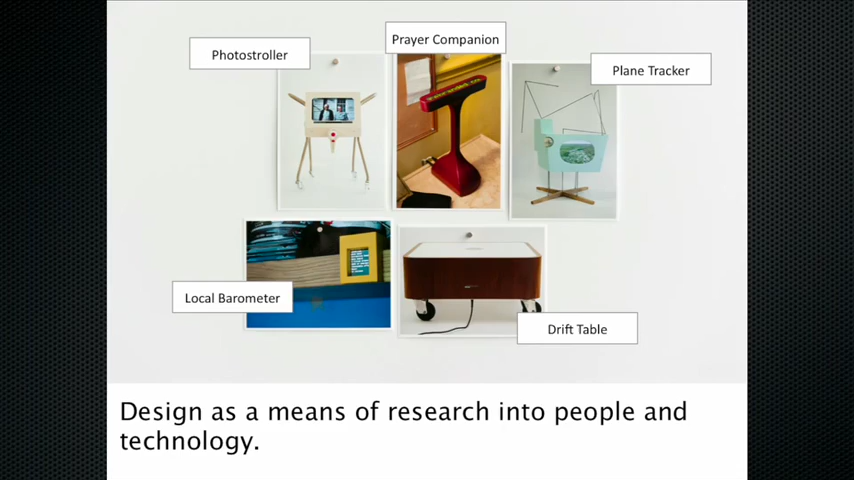 Prayer Companion
Photostroller
Plane Tracker
Local Barometer
Drift Table
Design as a means of research into people and
technology.